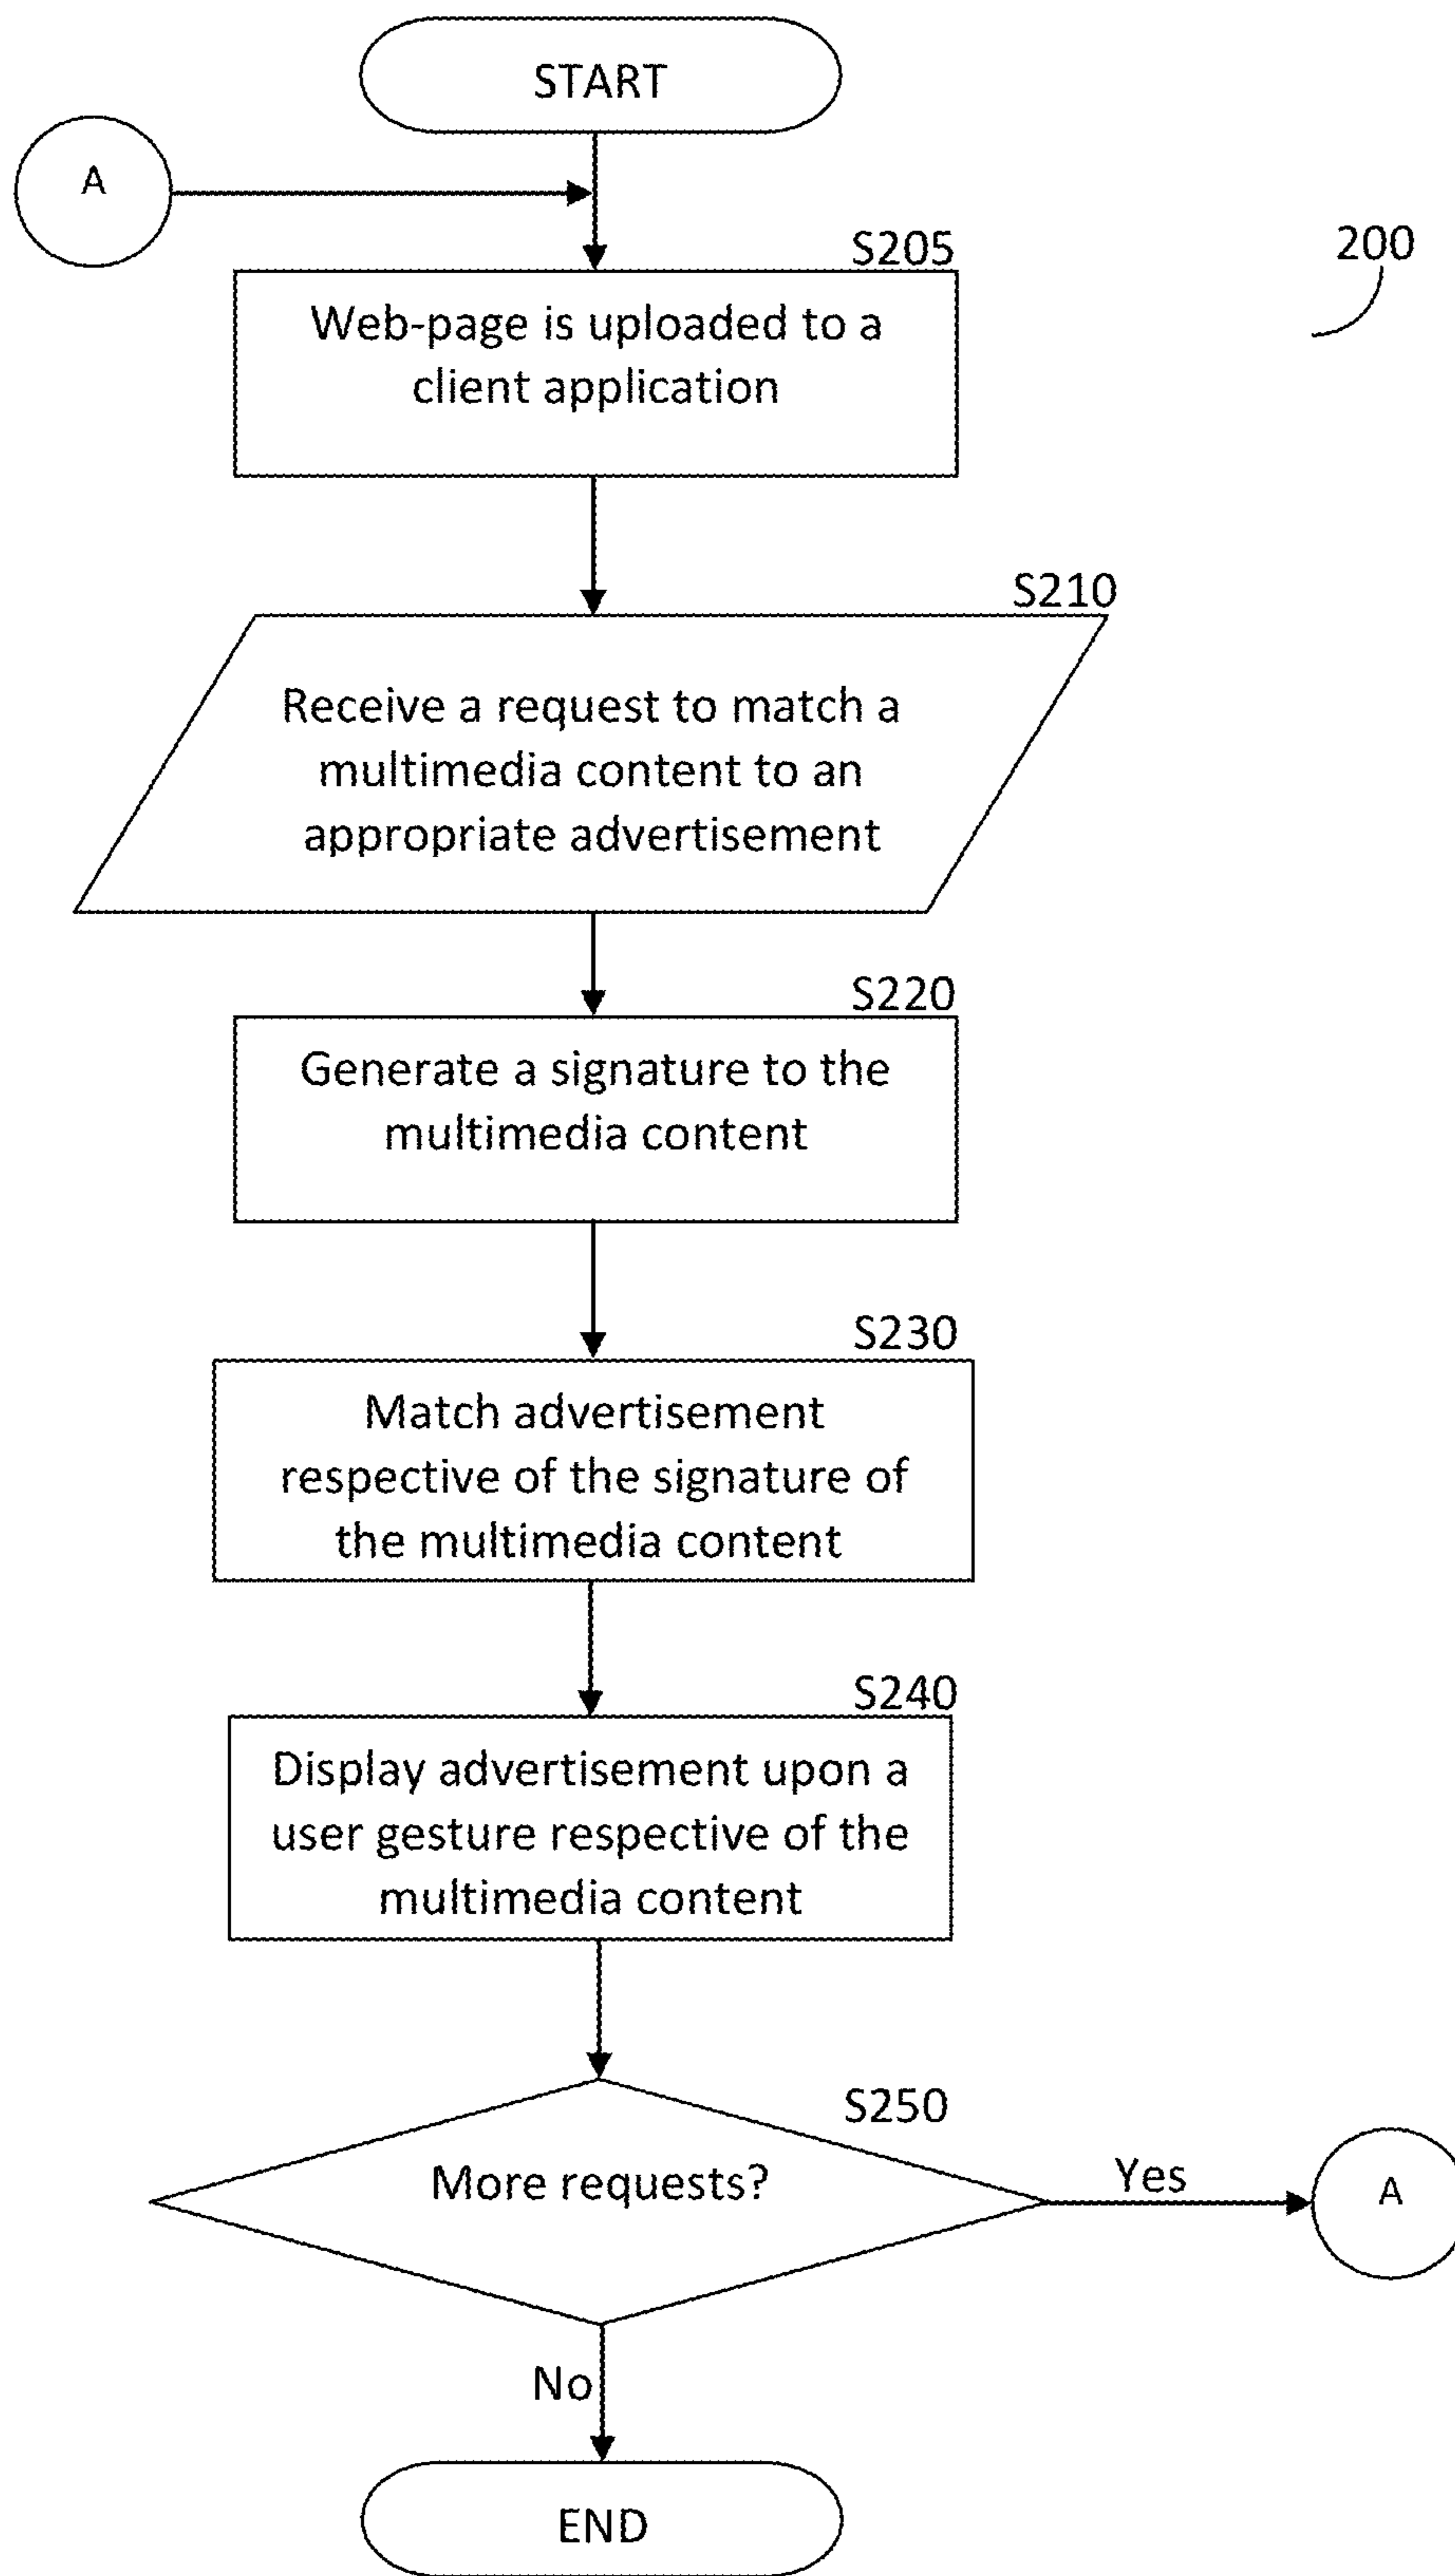 START
A
S205
200
Web-page is uploaded to a
client application
S210
Receive a request to match a
multimedia content to an
appropriate advertisement
S220
Generate a signature to the
multimedia content
S230
Match advertisement
respective of the signature of
the multimedia content
S240
Display advertisement upon a
user gesture respective of the
multimedia content
S250
More requests?
Yes
A
No
END